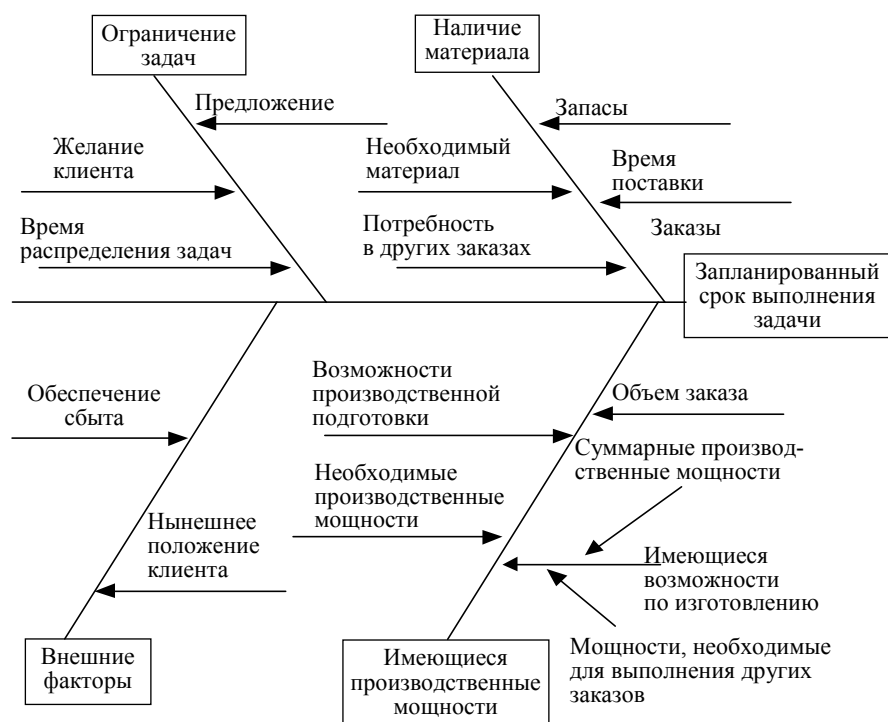 Ограничение
задач
Наличие
материала
Предложение
Запасы
Желание
клиента
Необходимый
материал
Время
поставки
Время
распределения задач
Потребность
в других заказах
Заказы
Запланированный
срок выполнения
задачи
Обеспечение
сбыта
Возможности
производственной
подготовки
Объем заказа
Суммарные производ-
ственные мощности
Необходимые
производственные
мощности
Нынешнее
положение
клиента
Имеющиеся
возможности
по изготовлению
Мощности, необходимые
для выполнения других
заказов
Внешние
факторы
Имеющиеся
производственные
мощности